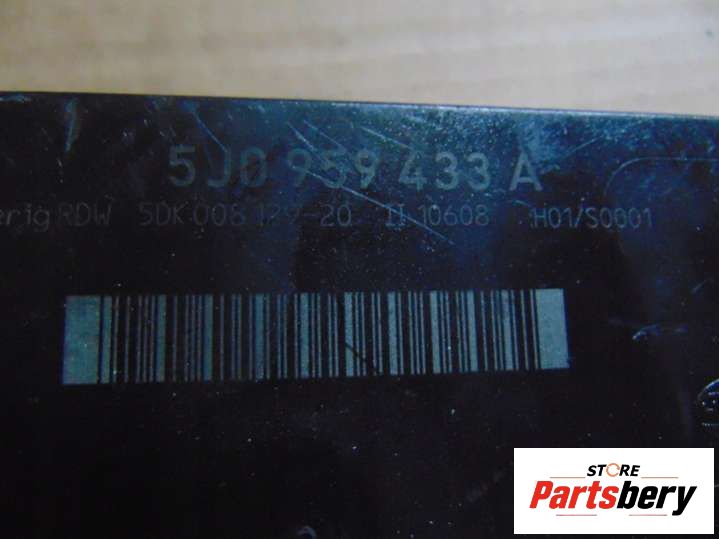 5J0 959 433 A
erig RDW 5DK 008 129-20 II 10608 H01/S0001
STORE
Partsbery